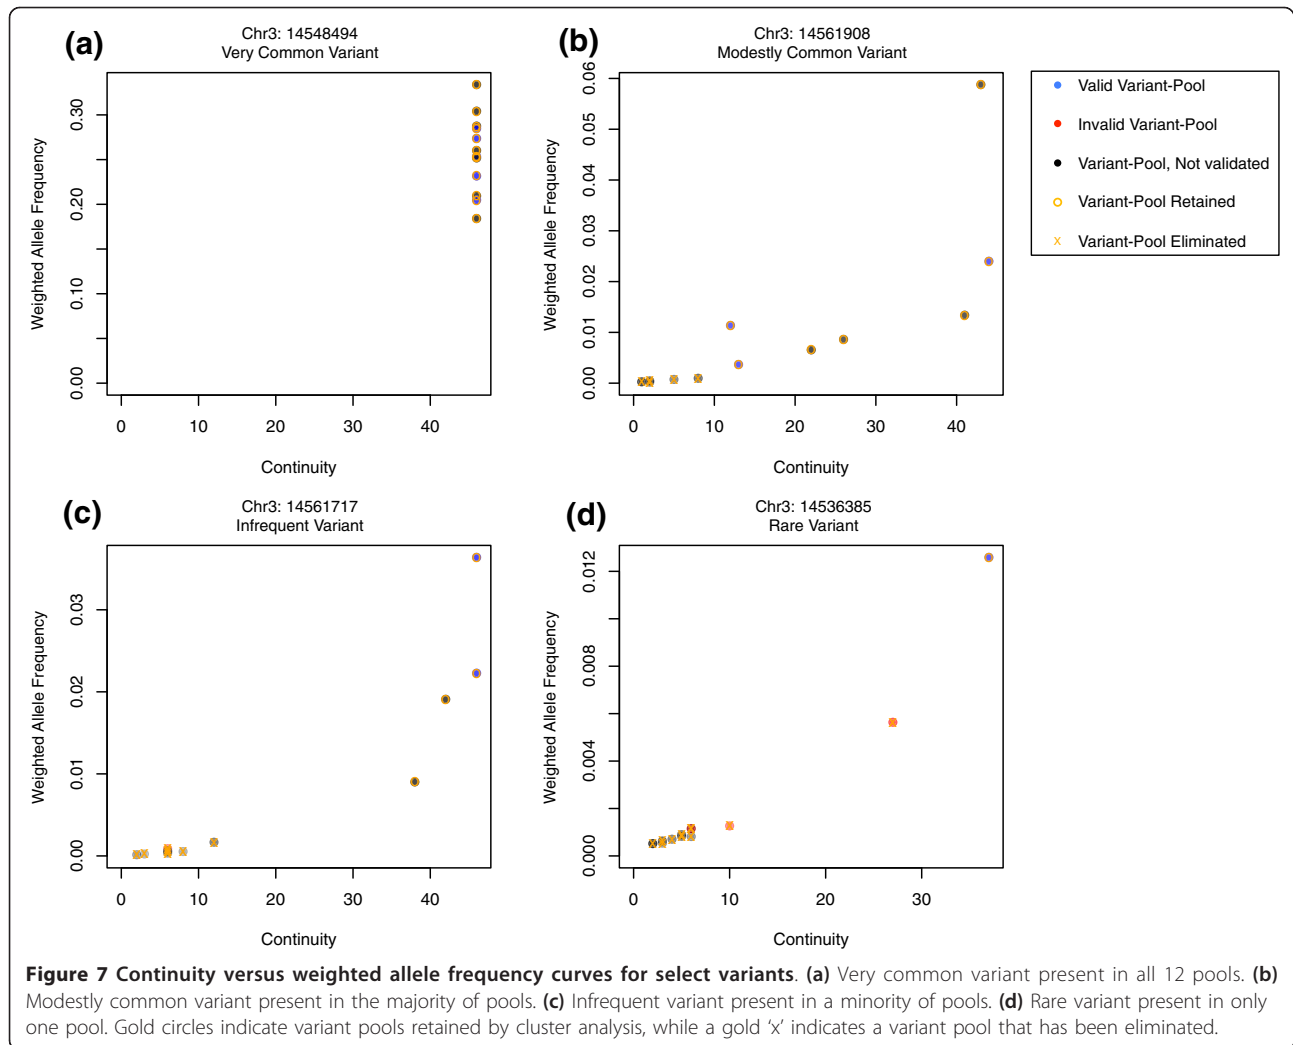 (a)
Chr3: 14548494
Very Common Variant
Weighted Allele Frequency
0.30
0.20
0.10
0.00
0 10 20 30 40
Continuity
(b)
Chr3: 14561908
Modestly Common Variant
Weighted Allele Frequency
0.06
0.05
0.04
0.03
0.02
0.01
0.00
0 10 20 30 40
Continuity
Valid Variant-Pool
Invalid Variant-Pool
Variant-Pool, Not validated
Variant-Pool Retained
x Variant-Pool Eliminated
(c)
Chr3: 14561717
Infrequent Variant
Weighted Allele Frequency
0.03
0.02
0.01
0.00
0 10 20 30 40
Continuity
(d)
Chr3: 14536385
Rare Variant
Weighted Allele Frequency
0.012
0.008
0.004
0.000
0 10 20 30
Continuity
Figure 7 Continuity versus weighted allele frequency curves for select variants. (a) Very common variant present in all 12 pools. (b)
Modestly common variant present in the majority of pools. (c) Infrequent variant present in a minority of pools. (d) Rare variant present in only
one pool. Gold circles indicate variant pools retained by cluster analysis, while a gold ‘x’ indicates a variant pool that has been eliminated.